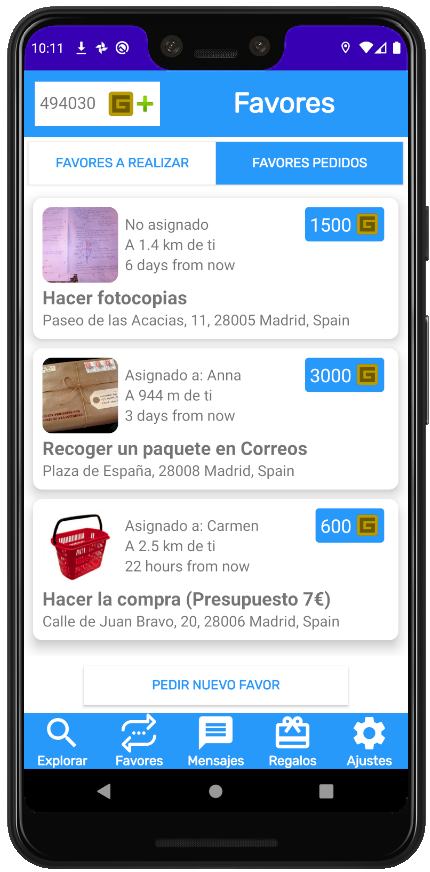 10:11
494030
Favores
FAVORES A REALIZAR
FAVORES PEDIDOS
No asignado
1500
A 1.4 km de ti
6 days from now
Hacer fotocopias
Paseo de las Acacias, 11, 28005 Madrid, Spain
Asignado a: Anna
3000
A 944 m de ti
3 days from now
Recoger un paquete en Correos
Plaza de España, 28008 Madrid, Spain
Asignado a: Carmen
600
A 2.5 km de ti
22 hours from now
Hacer la compra (Presupuesto 7€)
Calle de Juan Bravo, 20, 28006 Madrid, Spain
PEDIR NUEVO FAVOR
Explorar
Favores
Mensajes
Regalos
Ajustes